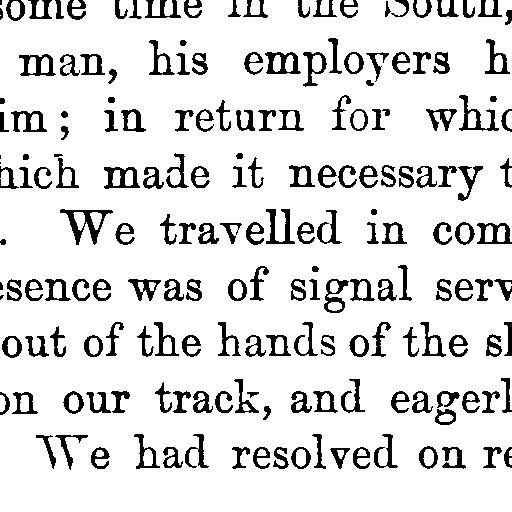 some time in the South,
man, his employers h
im; in return for whic
hich made it necessary t
. We travelled in com
esence was of signal serv
out of the hands of the sl
on our track, and eagerl
We had resolved on re